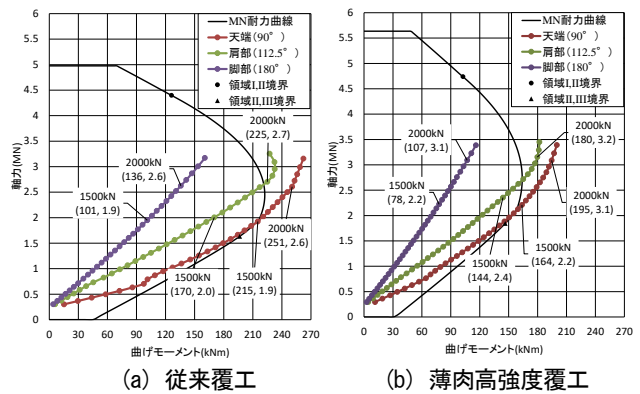 6
5.5
5
4.5
4
3.5
3
2.5
2
1.5
1
0.5
0
軸力(MN)
0 30 60 90 120 150 180 210 240 270
曲げモーメント(kNm)
MN耐力曲線
天端(90°)
肩部(112.5°)
脚部(180°)
領域I,II境界
領域II,III境界
2000kN
(225, 2.7)
2000kN
(136, 2.6)
1500kN
(101, 1.9)
2000kN
(251, 2.6)
1500kN
(170, 2.0)
1500kN
(215, 1.9)
(a) 従来覆工
6
5.5
5
4.5
4
3.5
3
2.5
2
1.5
1
0.5
0
軸力(MN)
0 30 60 90 120 150 180 210 240 270
曲げモーメント(kNm)
MN耐力曲線
天端(90°)
肩部(112.5°)
脚部(180°)
領域I,II境界
領域II,III境界
2000kN
(107, 3.1)
2000kN
(180, 3.2)
1500kN
(78, 2.2)
2000kN
(195, 3.1)
1500kN
(144, 2.4)
1500kN
(164, 2.2)
(b) 薄肉高強度覆工